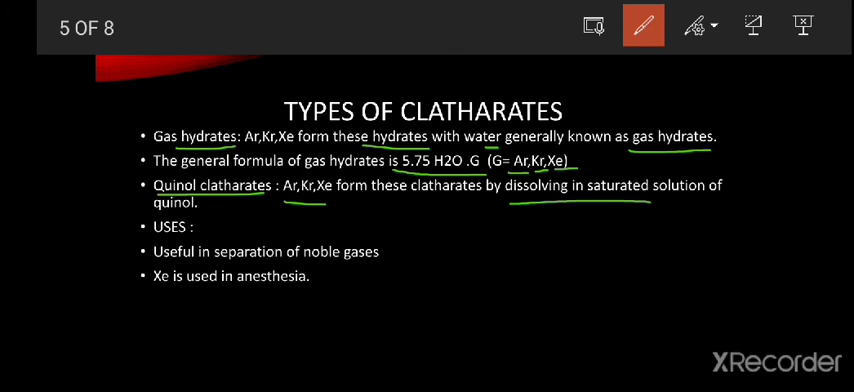 5 OF 8
TYPES OF CLATHARATES
• Gas hydrates: Ar,Kr,Xe form these hydrates with water generally known as gas hydrates.
• The general formula of gas hydrates is 5.75 H2O .G (G= Ar,Kr,Xe)
• Quinol clatharates : Ar,Kr,Xe form these clatharates by dissolving in saturated solution of
quinol.
• USES :
• Useful in separation of noble gases
• Xe is used in anesthesia.
XRecorder